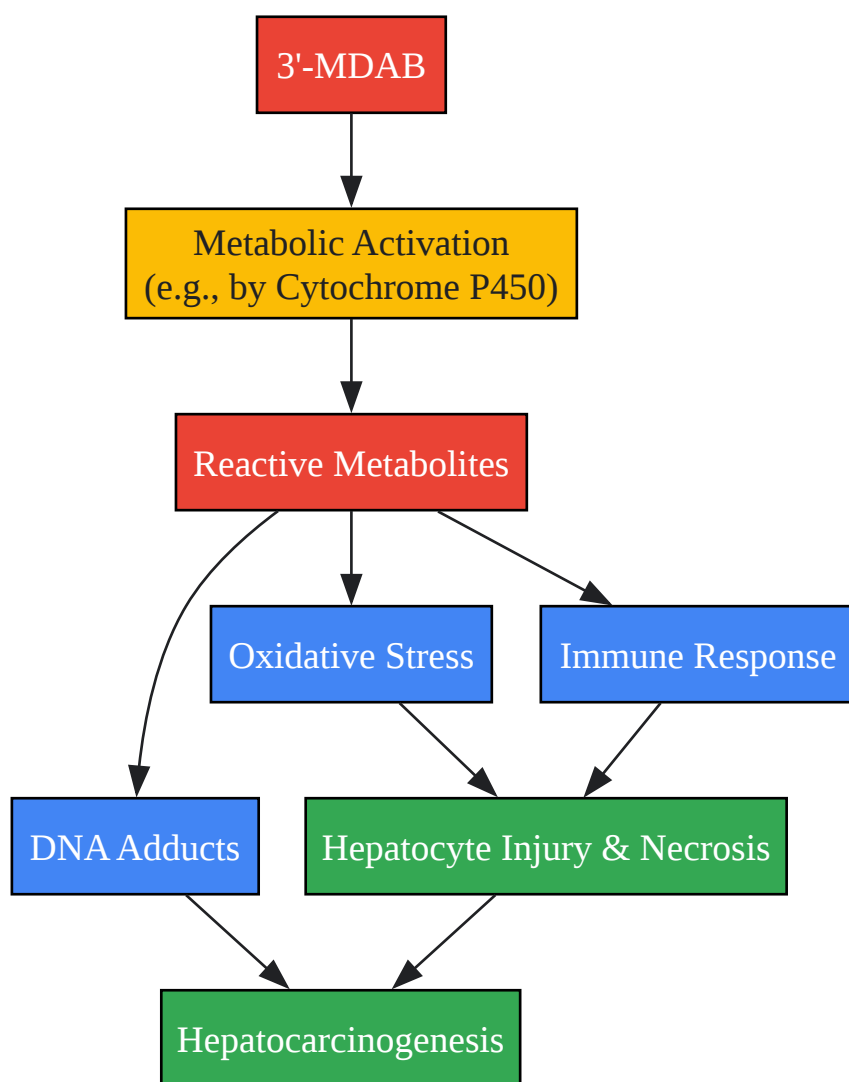 3'-MDAB
Metabolic Activation
(e.g., by Cytochrome P450)
Reactive Metabolites
Oxidative Stress
Immune Response
DNA Adducts
Hepatocyte Injury & Necrosis
Hepatocarcinogenesis